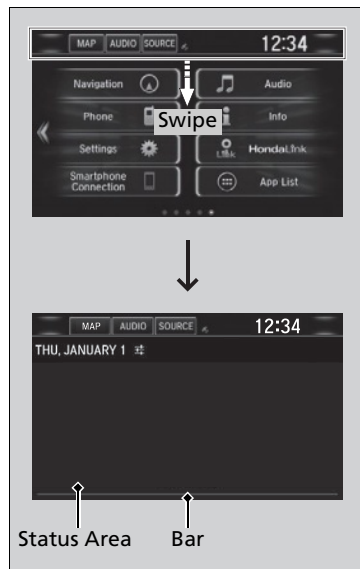 MAP AUDIO SOURCE 12:34
Navigation Audio
Phone Info
Swipe
Settings Link HondaLink
Smartphone
Connection App List
MAP AUDIO SOURCE 12:34
THU, JANUARY 1
Status Area Bar